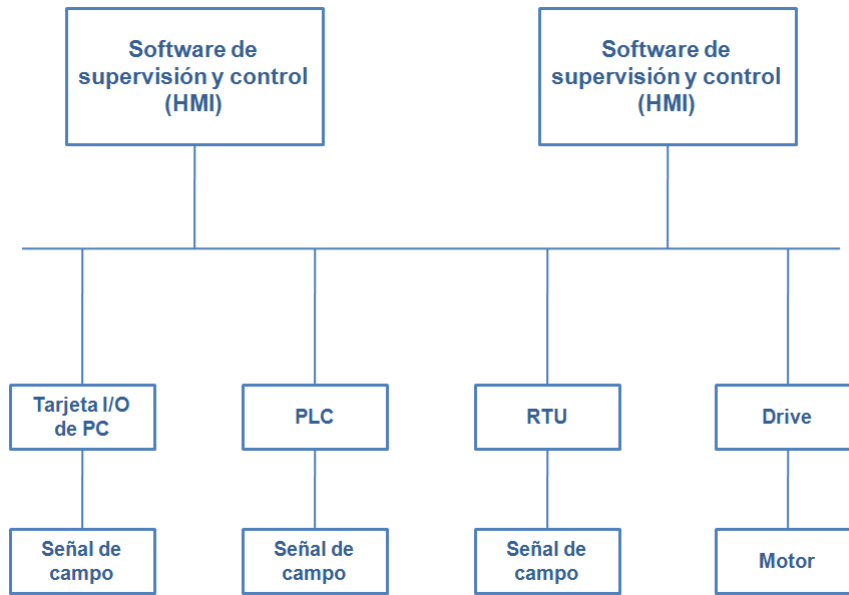 Software de
supervisión y control
(HMI)
Software de
supervisión y control
(HMI)
Tarjeta I/O
de PC
PLC
RTU
Drive
Señal de
campo
Señal de
campo
Señal de
campo
Motor